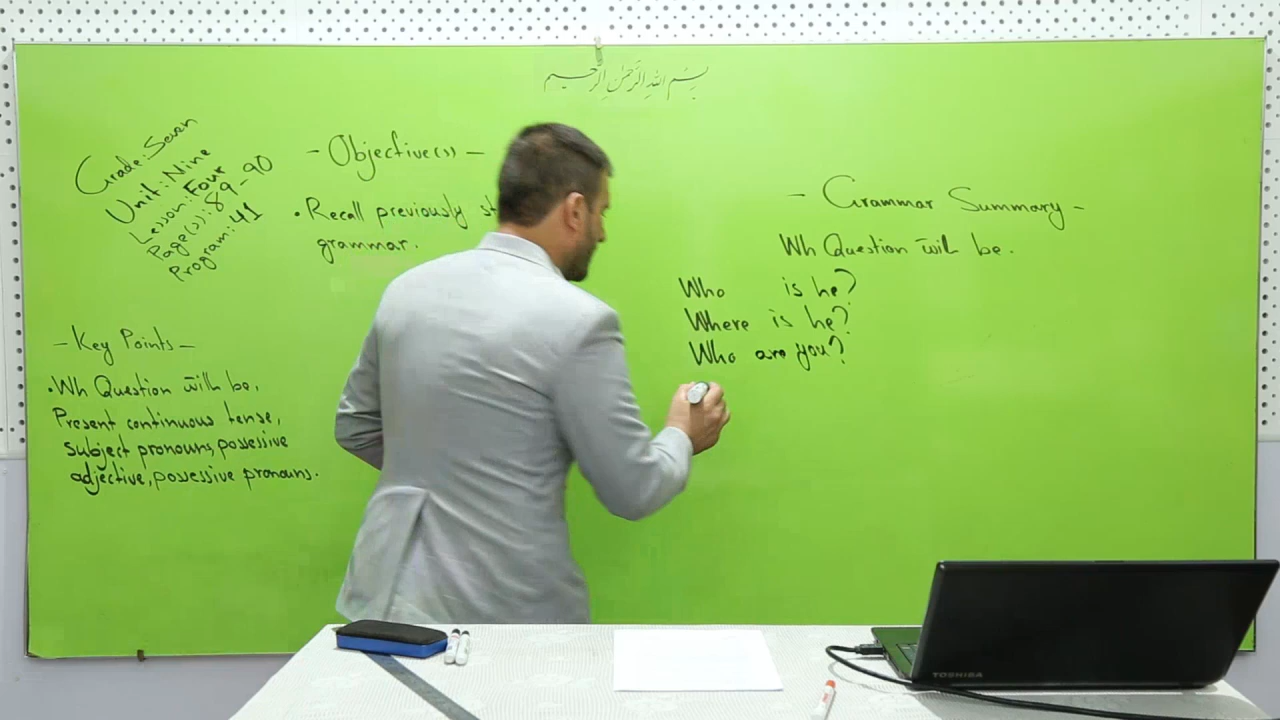 بسم الله الرحمن الرحیم
Grade: Seven
Unit: Nine
Lesson: Four
Page(s): 89-90
Program: 41
- Objective(s) -
• Recall previously
grammar.
- Key Points -
• Wh Question with be,
Present continuous tense,
subject pronouns, possessive
adjective, possessive pronouns.
- Grammar Summary -
Wh Question with be.
Who is he?
Where is he?
Who are you?
TOSHIBA